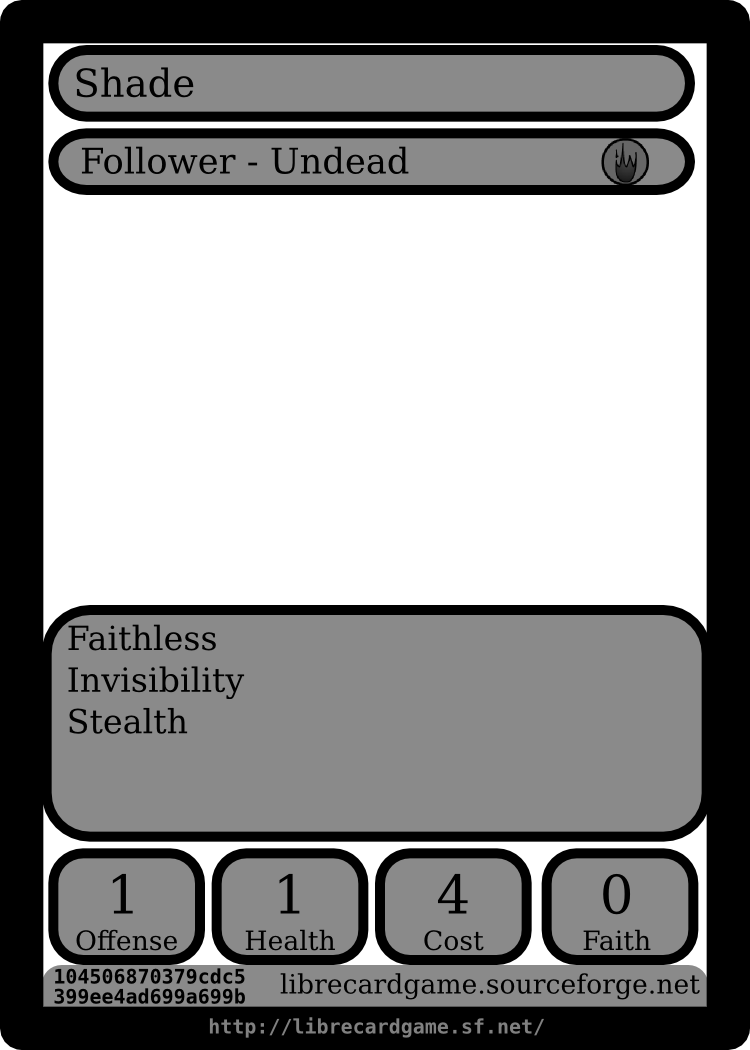 Shade
Follower - Undead
Faithless
Invisibility
Stealth
1 1 4 0
Offense Health Cost Faith
104506870379cdc5
399ee4ad699a699b
librecardgame.sourceforge.net
http://librecardgame.sf.net/